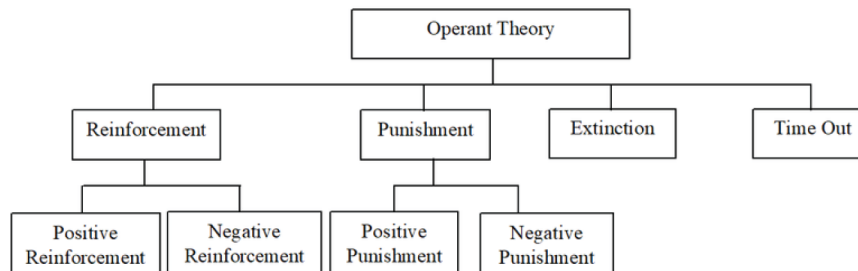 Operant Theory
Reinforcement
Punishment
Extinction
Time Out
Positive
Reinforcement
Negative
Reinforcement
Positive
Punishment
Negative
Punishment